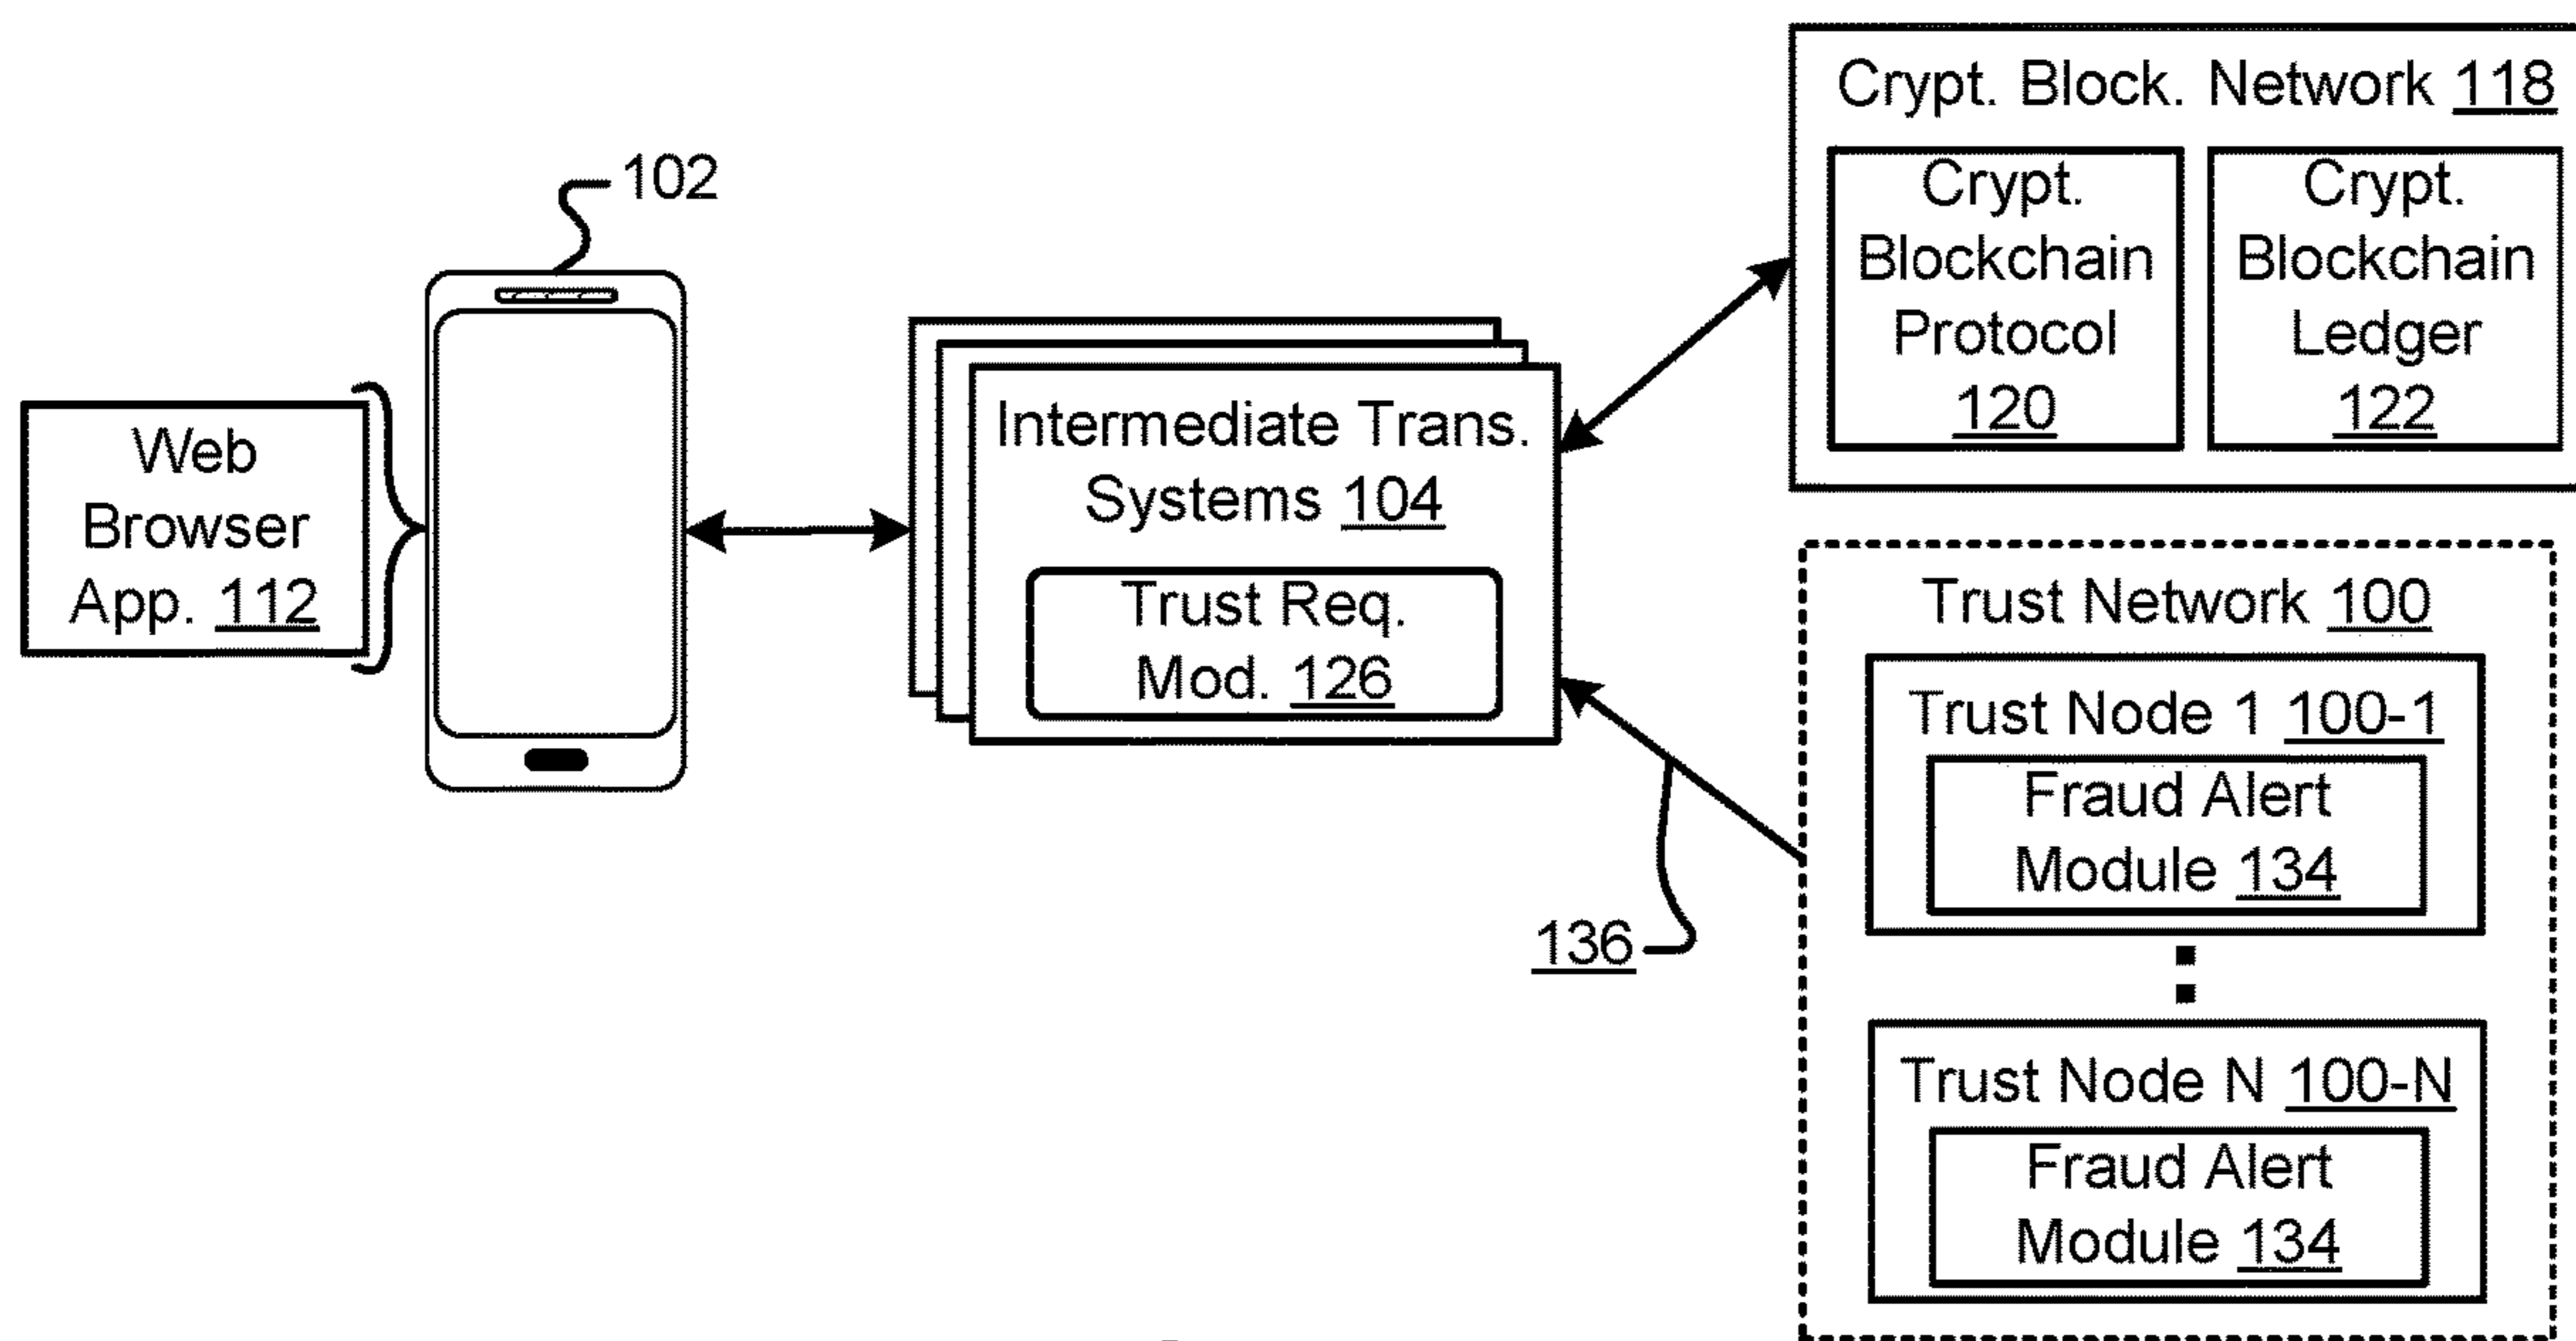 102
Web
Browser
App. 112
Intermediate Trans.
Systems 104
Trust Req.
Mod. 126
Crypt. Block. Network 118
Crypt.
Blockchain
Protocol
120
Crypt.
Blockchain
Ledger
122
136
Trust Network 100
Trust Node 1 100-1
Fraud Alert
Module 134
Trust Node N 100-N
Fraud Alert
Module 134